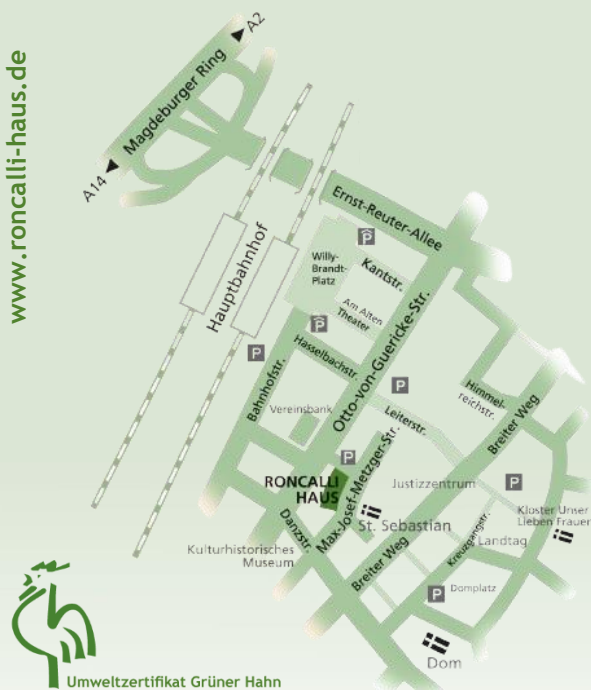 www.roncalli-haus.de
A2
Magdeburger Ring
A14
Ernst-Reuter-Allee
Hauptbahnhof
P
Willy-
Brandt-
Platz
Kantstr.
Am Alten
Theater
P
Otto-von-Guericke-Str.
Hasselbachstr.
P
Bahnhofstr.
P
Himmel-
reichstr.
Vereinsbank
Leiterstr.
Breiter Weg
P
RONCALLI
HAUS
Max-Josef-Metzger-Str.
Justizzentrum
P
Danzstr.
St. Sebastian
Kloster Unser
Lieben Frauen
Kulturhistorisches
Museum
Breiter Weg
Kreuzgangstr.
Landtag
P
Domplatz
Dom
Umweltzertifikat Grüner Hahn